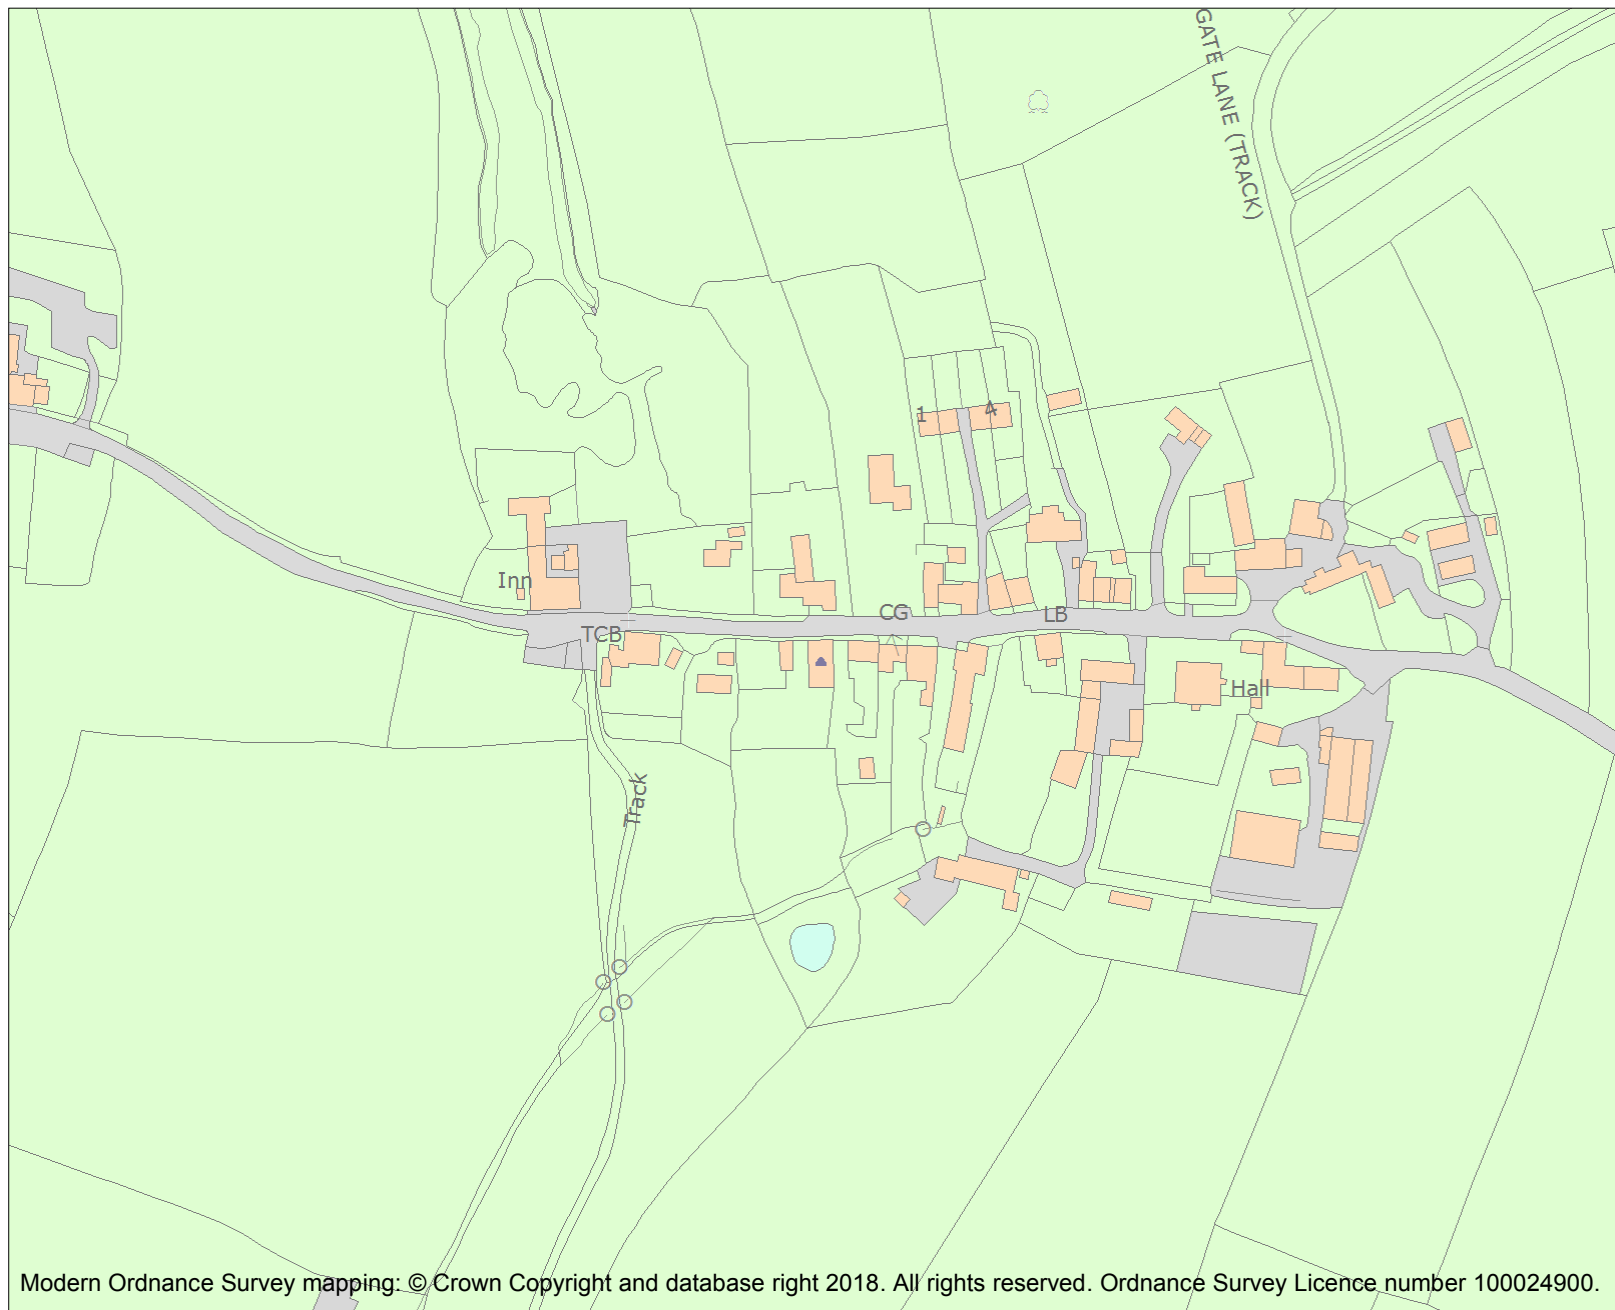 GATE LANE (TRACK)
1
4
Inn
TCB
CG
LB
Hall
Track
Modern Ordnance Survey mapping: © Crown Copyright and database right 2018. All rights reserved. Ordnance Survey Licence number 100024900.